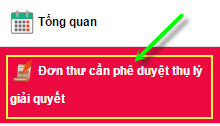 Tổng quan
Đơn thư cần phê duyệt thụ lý
giải quyết